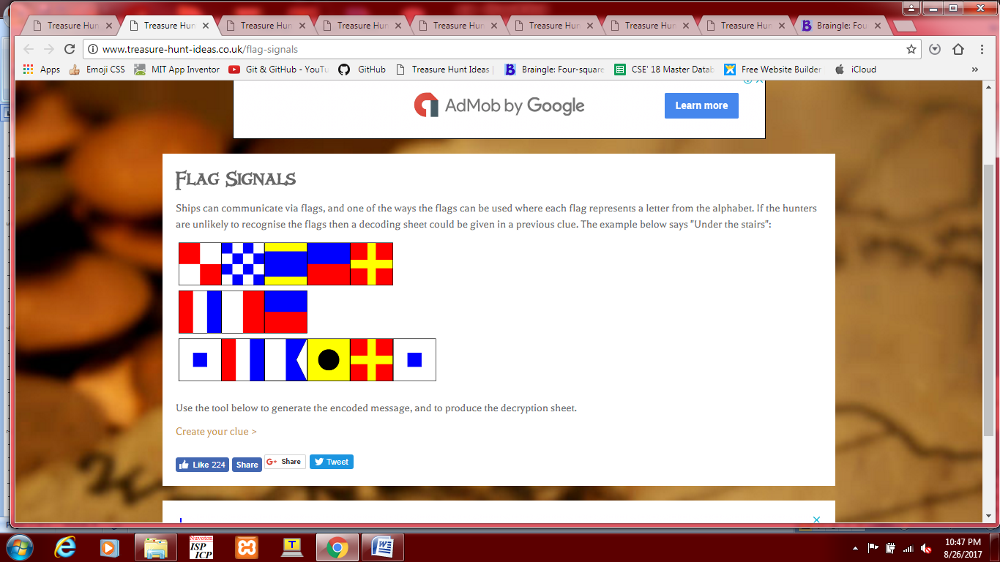 Treasure Hun
Treasure Hun
Treasure Hun
Treasure Hun
Treasure Hun
Treasure Hun
Treasure Hun
Treasure Hun
Braingle: Fou
www.treasure-hunt-ideas.co.uk/flag-signals
Apps
Emoji CSS
MIT App Inventor
Git & GitHub - YouTu
GitHub
Treasure Hunt Ideas |
Braingle: Four-square
CSE' 18 Master Datab
Free Website Builder
iCloud
»
AdMob by Google
Learn more
Flag Signals
Ships can communicate via flags, and one of the ways the flags can be used where each flag represents a letter from the alphabet. If the hunters
are unlikely to recognise the flags then a decoding sheet could be given in a previous clue. The example below says "Under the stairs":
Use the tool below to generate the encoded message, and to produce the decryption sheet.
Create your clue >
Like 224
Share
G+ Share
Tweet
Nuvoton
ISP
ICP
T
W
10:47 PM
8/26/2017